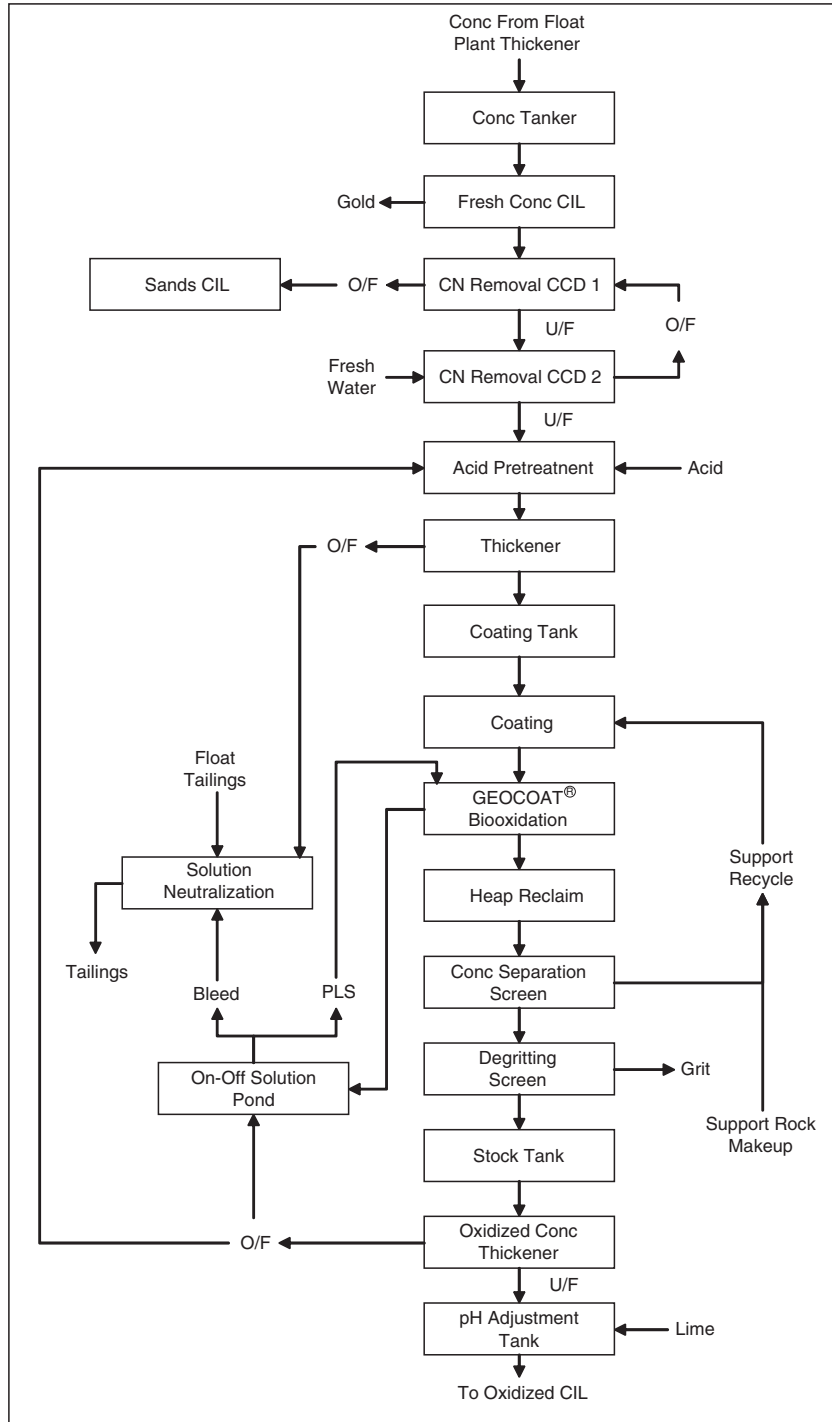 Conc From Float
Plant Thickener
Conc Tanker
Gold
Fresh Conc CIL
Sands CIL
O/F
CN Removal CCD 1
U/F
O/F
Fresh
Water
CN Removal CCD 2
U/F
Acid Pretreatnent
Acid
O/F
Thickener
Coating Tank
Coating
Float
Tailings
GEOCOAT®
Biooxidation
Solution
Neutralization
Heap Reclaim
Support
Recycle
Tailings
Bleed
PLS
Conc Separation
Screen
On-Off Solution
Pond
Degritting
Screen
Grit
Support Rock
Makeup
Stock Tank
O/F
Oxidized Conc
Thickener
U/F
pH Adjustment
Tank
Lime
To Oxidized CIL